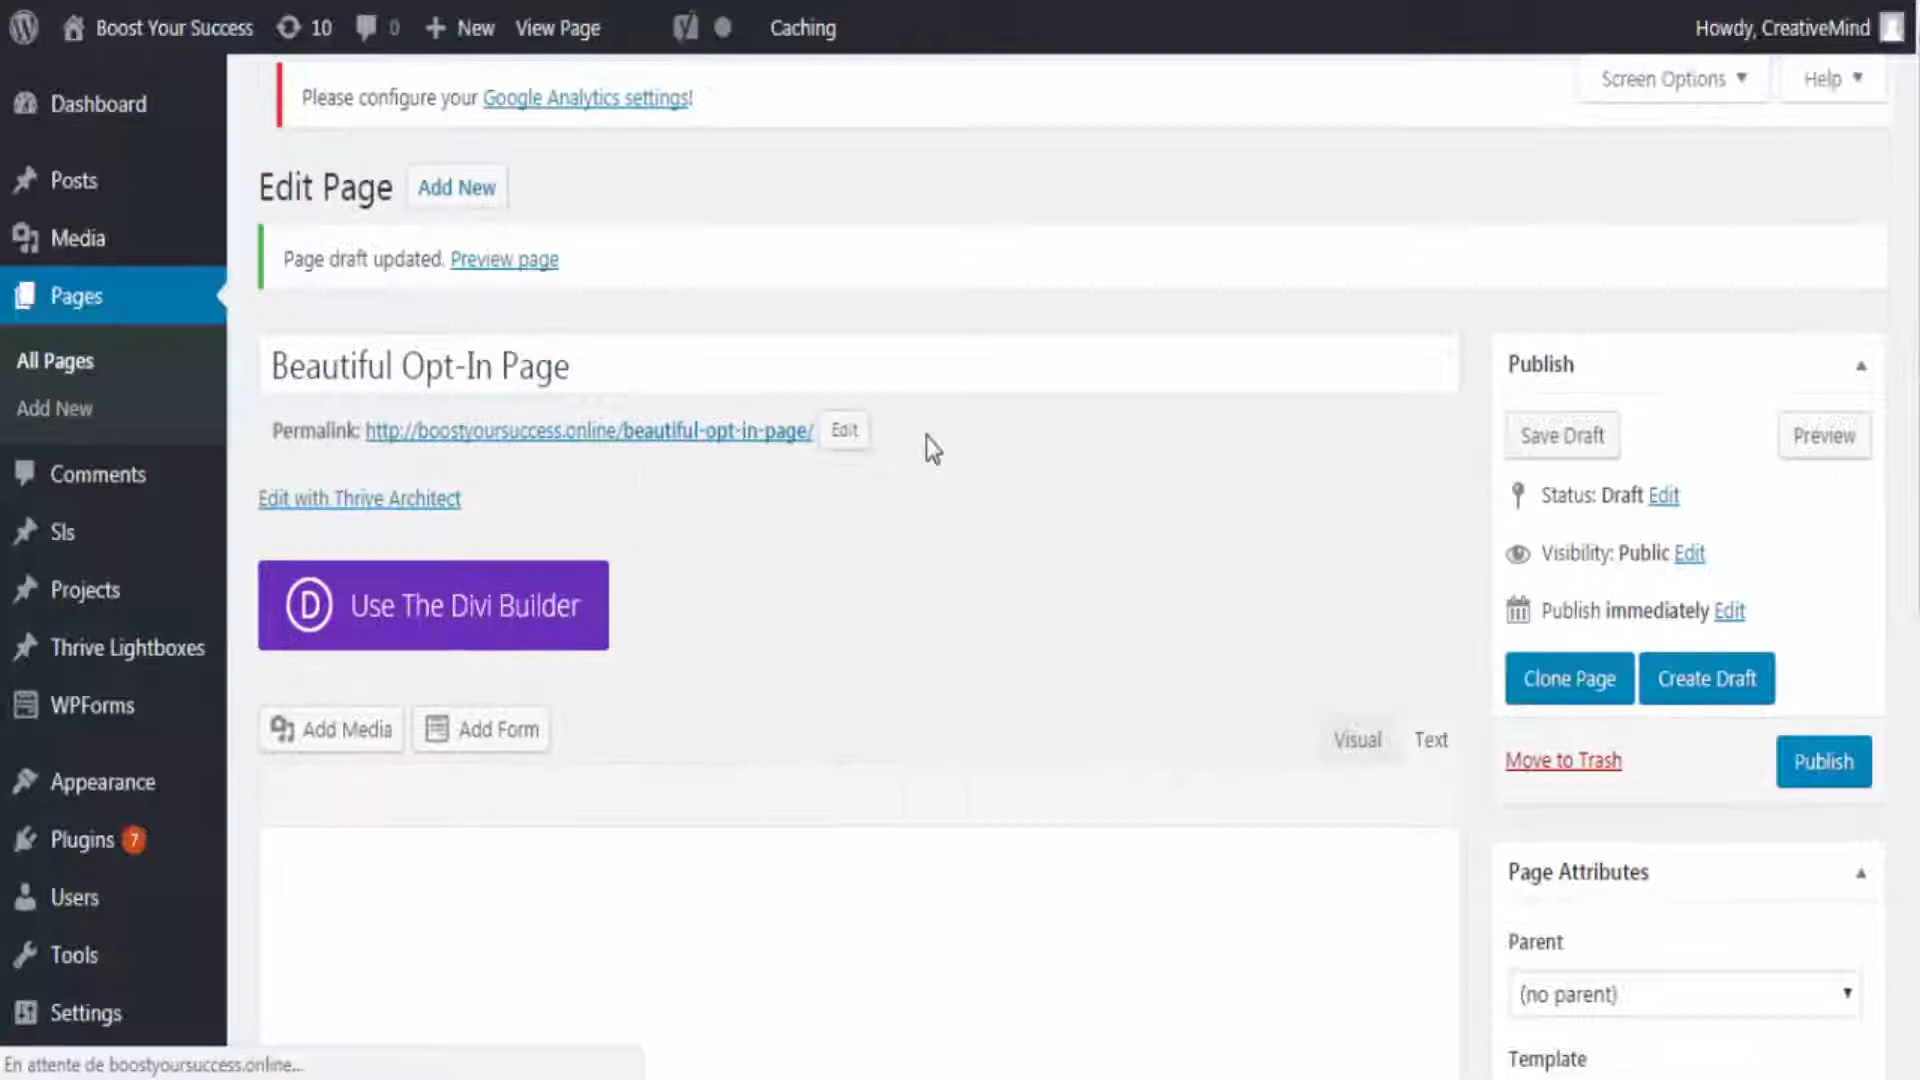 Boost Your Success 10 0 New View Page Caching Howdy, CreativeMind
Dashboard
Posts
Media
Pages
All Pages
Add New
Comments
Sls
Projects
Thrive Lightboxes
WPForms
Appearance
Plugins 7
Users
Tools
Settings
Please configure your Google Analytics settings!
Screen Options ▼ Help ▼
Edit Page Add New
Page draft updated. Preview page
Beautiful Opt-In Page
Permalink: http://boostyoursuccess.online/beautiful-opt-in-page/ Edit
Edit with Thrive Architect
D Use The Divi Builder
Add Media Add Form
Visual Text
Publish
Save Draft Preview
Status: Draft Edit
Visibility: Public Edit
Publish immediately Edit
Clone Page Create Draft
Move to Trash Publish
Page Attributes
Parent
(no parent)
Template
En attente de boostyoursuccess.online...